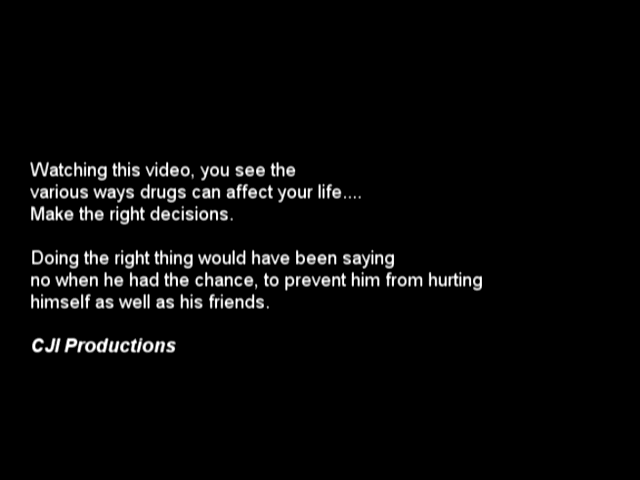 Watching this video, you see the
various ways drugs can affect your life....
Make the right decisions.
Doing the right thing would have been saying
no when he had the chance, to prevent him from hurting
himself as well as his friends.
CJI Productions